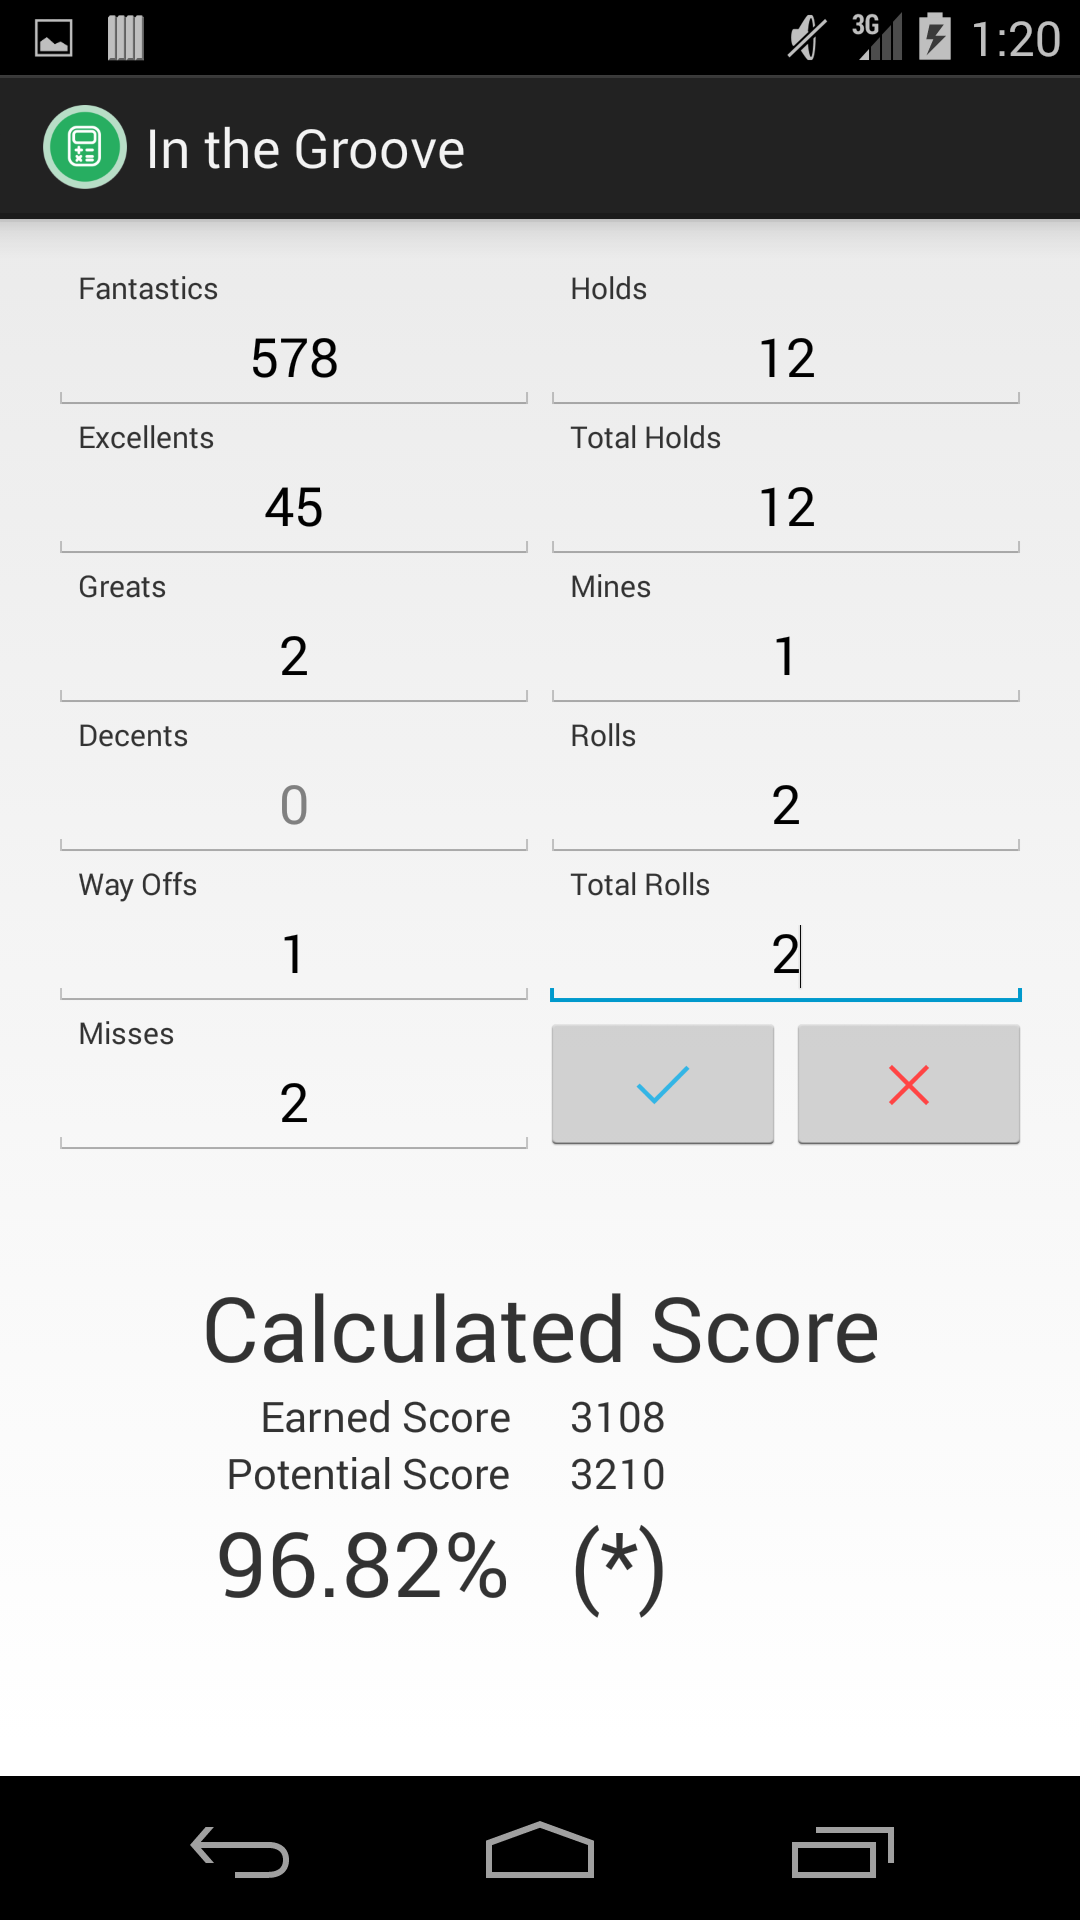 3G 1:20
In the Groove
Fantastics Holds
578 12
Excellents Total Holds
45 12
Greats Mines
2 1
Decents Rolls
0 2
Way Offs Total Rolls
1 2
Misses
2
Calculated Score
Earned Score 3108
Potential Score 3210
96.82% (*)